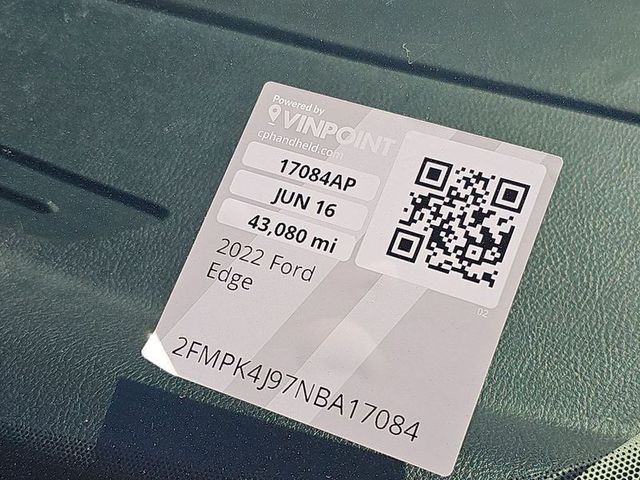 Powered by
VINPOINT
cphandheld.com
17084AP
JUN 16
43,080 mi
2022 Ford
Edge
02
2FMPK4J97NBA17084